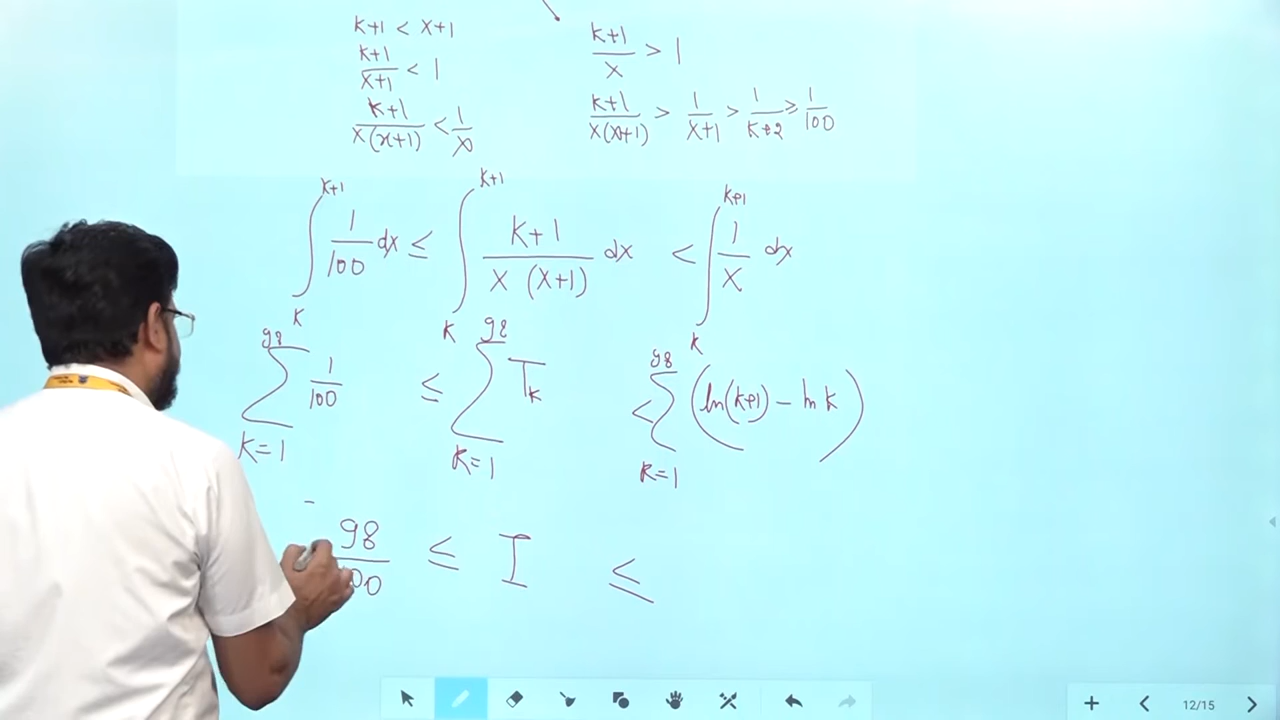 k+1 < x+1
k+1/x+1 < 1
k+1/x(x+1) < 1/x
k+1/x > 1
k+1/x(x+1) > 1/x+1 > 1/k+2 ≥ 1/100
∫_k^{k+1} 1/100 dx ≤ ∫_k^{k+1} k+1/x (x+1) dx < ∫_k^{k+1} 1/x dx
∑_{k=1}^{98} 1/100 ≤ ∑_{k=1}^{98} T_k < ∑_{k=1}^{98} (ln(k+1) - ln k)
98/ ≤ I ≤
12/15